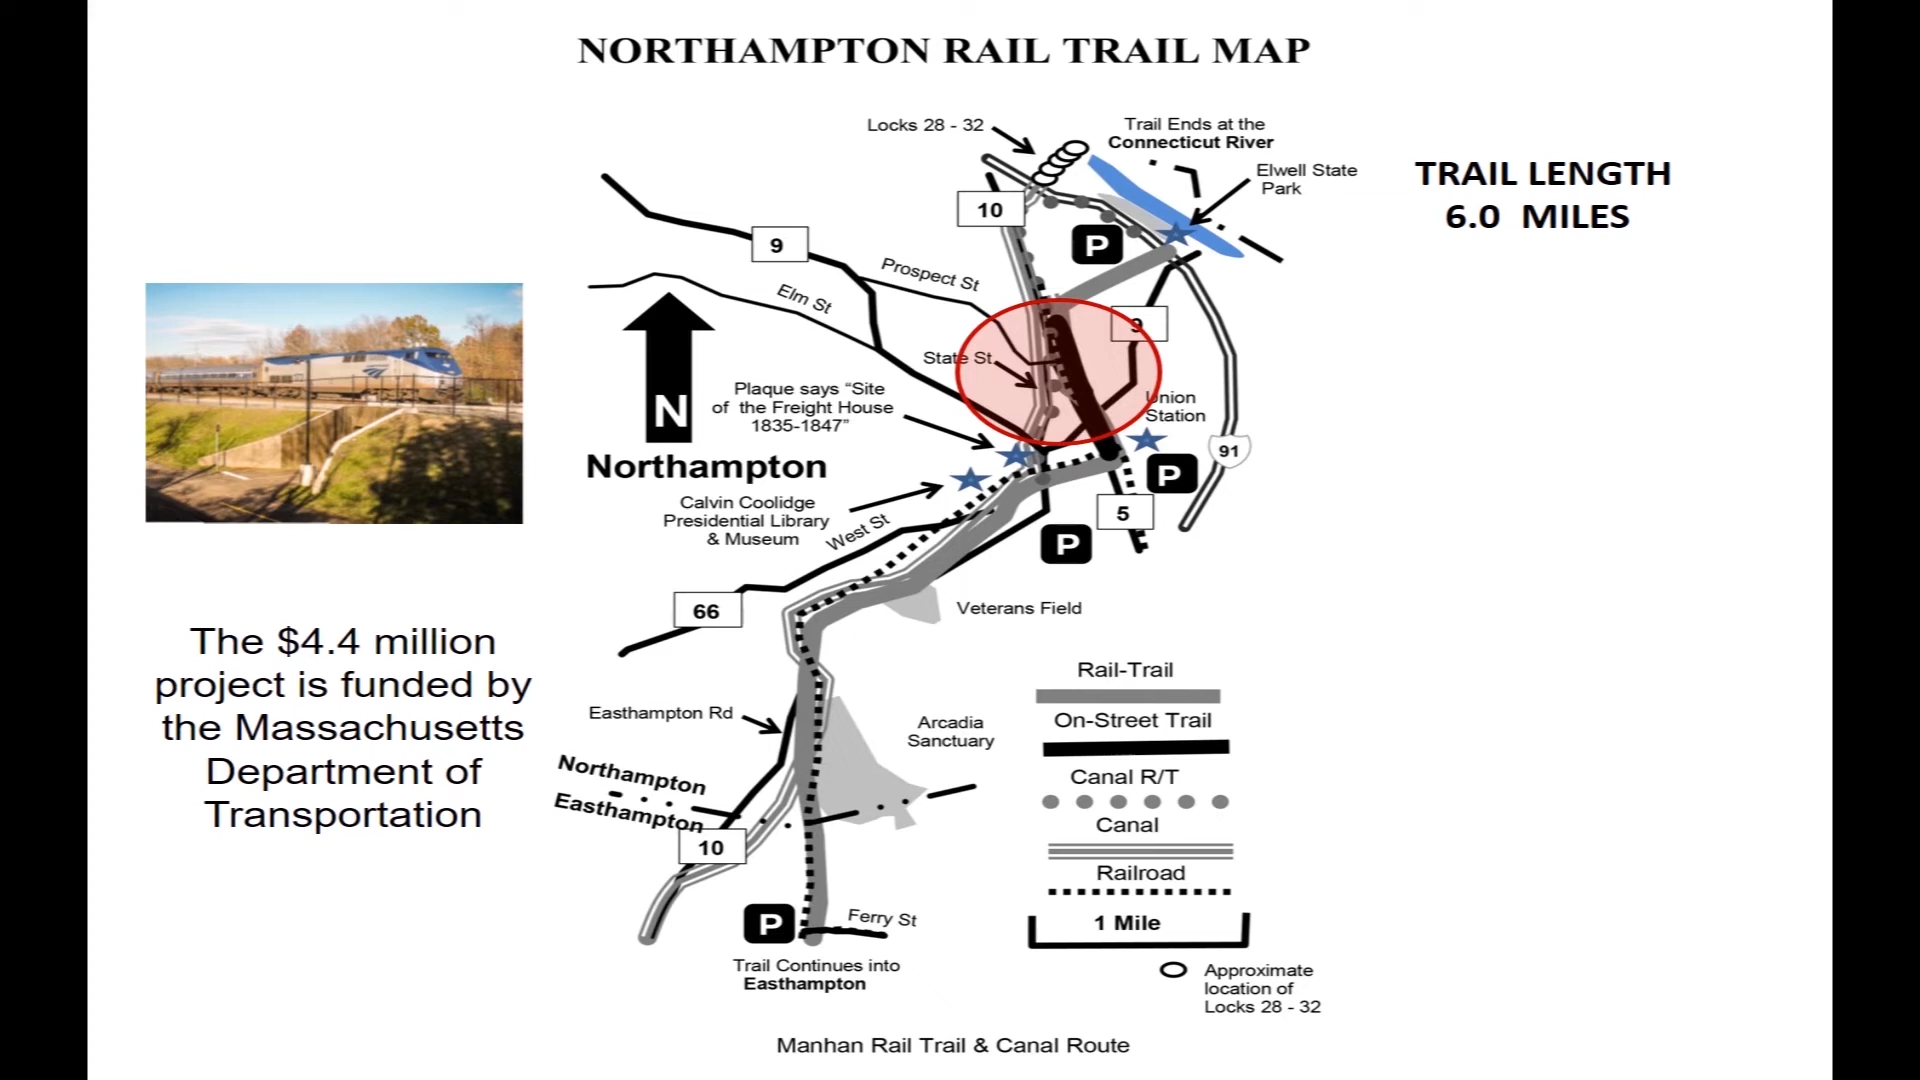 NORTHAMPTON RAIL TRAIL MAP
Locks 28 - 32
Trail Ends at the
Connecticut River
Elwell State
Park
TRAIL LENGTH
6.0 MILES
10
9
Prospect St
Elm St
9
State St
N
Northampton
Plaque says “Site
of the Freight House
1835-1847”
Union
Station
P
91
P
5
P
Calvin Coolidge
Presidential Library
& Museum
West St
66
Veterans Field
The $4.4 million
project is funded by
the Massachusetts
Department of
Transportation
Easthampton Rd
Arcadia
Sanctuary
Northampton
Easthampton
10
P
Ferry St
Trail Continues into
Easthampton
Rail-Trail
On-Street Trail
Canal R/T
Canal
Railroad
1 Mile
Approximate
location of
Locks 28 - 32
Manhan Rail Trail & Canal Route